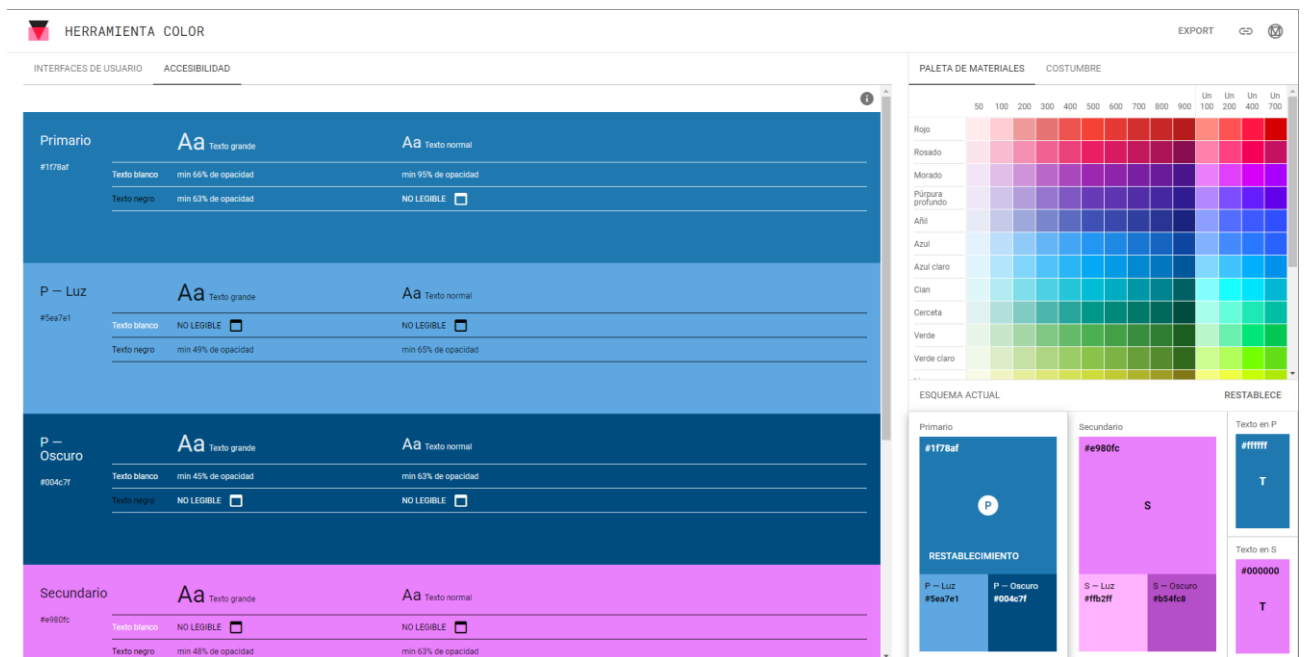 HERRAMIENTA COLOR
EXPORT
INTERFACES DE USUARIO ACCESIBILIDAD
Primario Aa Texto grande Aa Texto normal
#1f78af
Texto blanco min 66% de opacidad min 95% de opacidad
Texto negro min 63% de opacidad NO LEGIBLE
P — Luz Aa Texto grande Aa Texto normal
#5ea7e1
Texto blanco NO LEGIBLE NO LEGIBLE
Texto negro min 49% de opacidad min 65% de opacidad
P —
Oscuro Aa Texto grande Aa Texto normal
#004c7f
Texto blanco min 45% de opacidad min 63% de opacidad
Texto negro NO LEGIBLE NO LEGIBLE
Secundario Aa Texto grande Aa Texto normal
#e980fc
Texto blanco NO LEGIBLE NO LEGIBLE
Texto negro min 48% de opacidad min 63% de opacidad
PALETA DE MATERIALES COSTUMBRE
Un Un Un Un
50 100 200 300 400 500 600 700 800 900 100 200 400 700
Rojo
Rosado
Morado
Púrpura
profundo
Añil
Azul
Azul claro
Cian
Cerceta
Verde
Verde claro
ESQUEMA ACTUAL RESTABLECE
Primario
#1f78af
P
RESTABLECIMIENTO
P — Luz
#5ea7e1
P — Oscuro
#004c7f
Secundario
#e980fc
S
S — Luz
#ffb2ff
S — Oscuro
#b54fc8
Texto en P
#ffffff
T
Texto en S
#000000
T